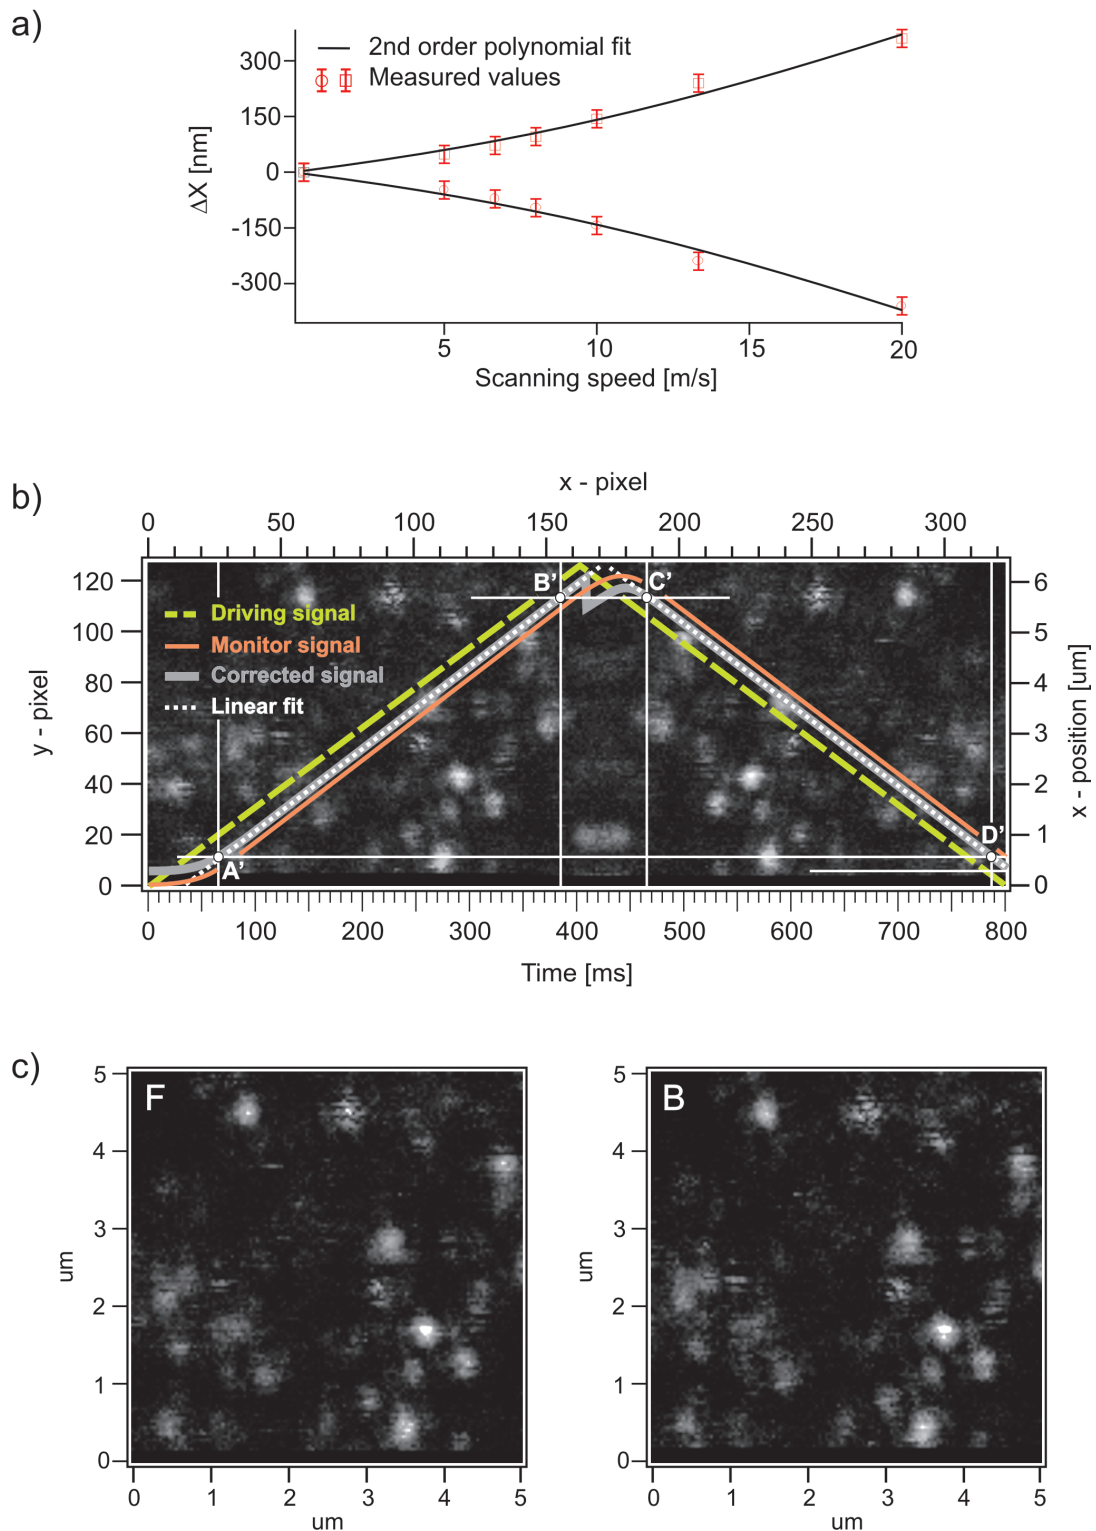 a)
2nd order polynomial fit
Measured values
300
150
0
-150
-300
ΔX [nm]
5 10 15 20
Scanning speed [m/s]
b)
x - pixel
0 50 100 150 200 250 300
120
100
80
60
40
20
0
y - pixel
B' C'
Driving signal
Monitor signal
Corrected signal
Linear fit
A' D'
6
5
4
3
2
1
0
x - position [um]
0 100 200 300 400 500 600 700 800
Time [ms]
c)
F
5
4
3
2
1
0
um
0 1 2 3 4 5
um
B
5
4
3
2
1
0
um
0 1 2 3 4 5
um